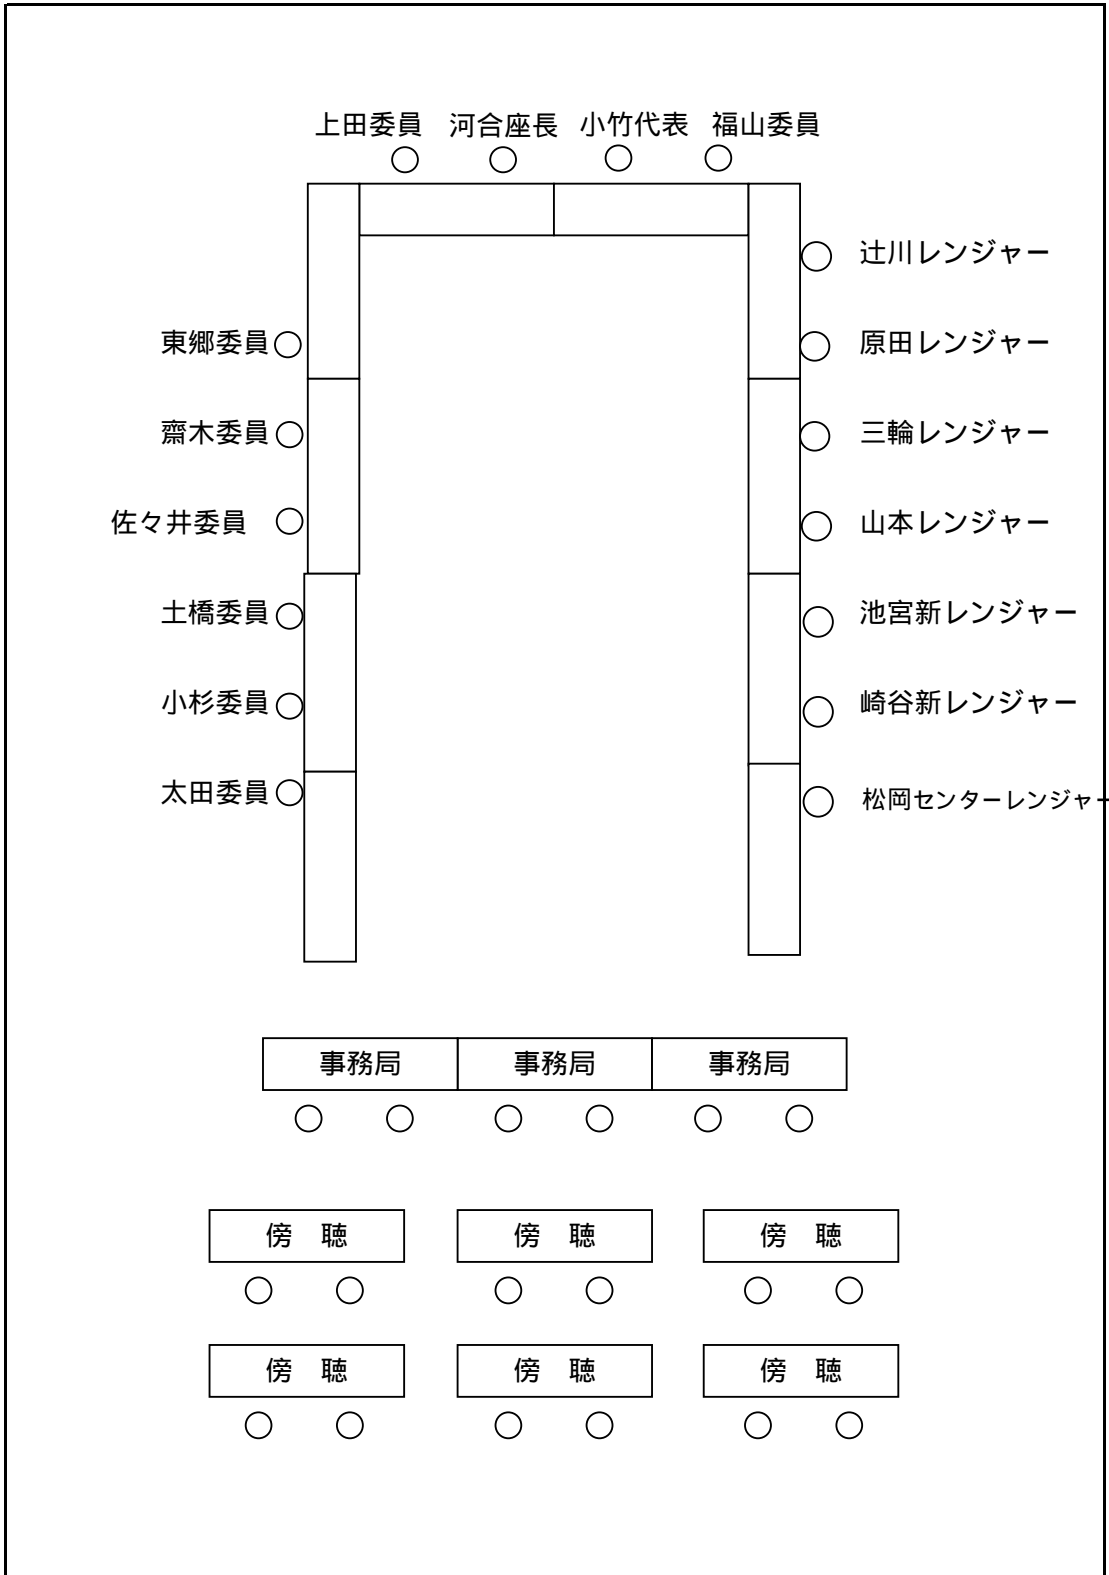 上田委員 河合座長 小竹代表 福山委員
辻川レンジャー
東郷委員 原田レンジャー
齋木委員 三輪レンジャー
佐々井委員 山本レンジャー
土橋委員 池宮新レンジャー
小杉委員 崎谷新レンジャー
太田委員 松岡センターレンジャー
事務局 事務局 事務局
傍 聴 傍 聴 傍 聴
傍 聴 傍 聴 傍 聴